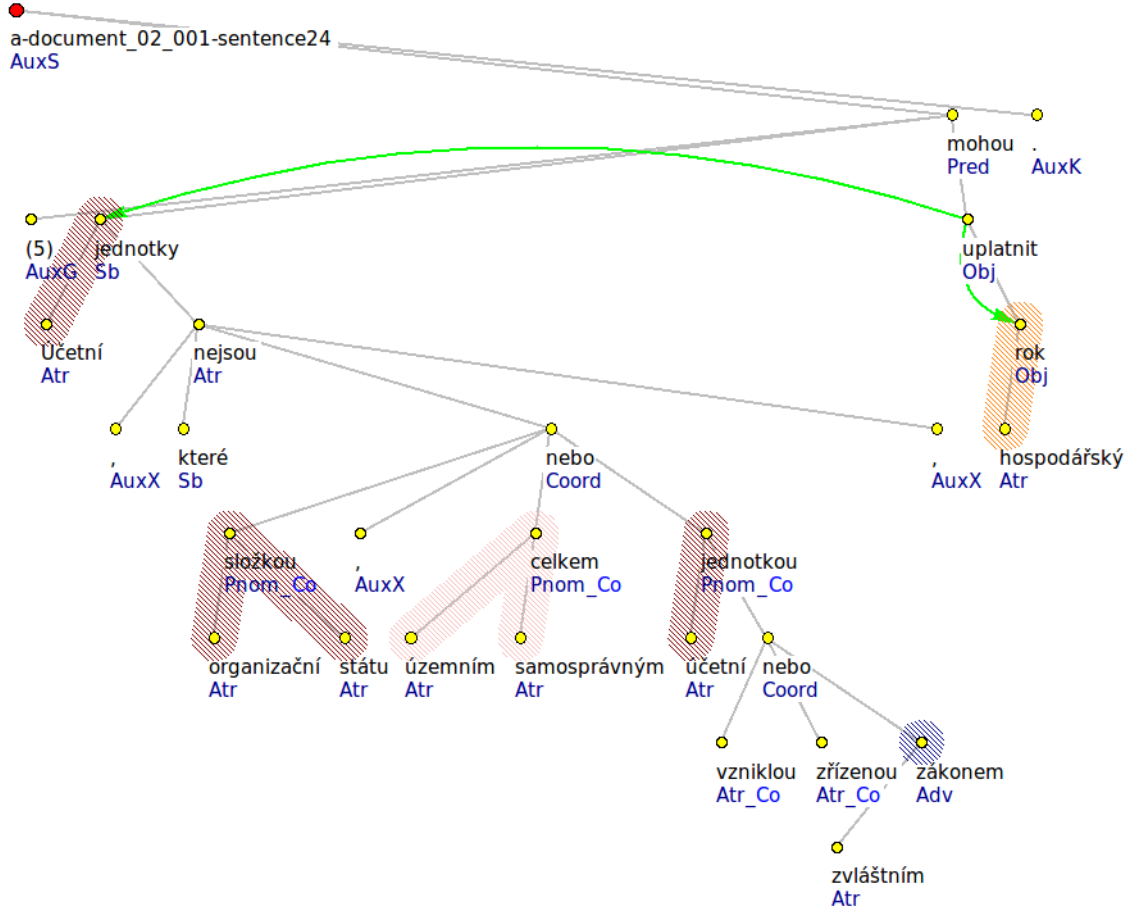 a-document_02_001-sentence24
AuxS
mohou .
Pred AuxK
(5) jednotky uplatnit
AuxG Sb Obj
Účetní nejsou rok
Atr Atr Obj
, které nebo , hospodářský
AuxX Sb Coord AuxX Atr
složkou , celkem jednotkou
Pnom_Co AuxX Pnom_Co Pnom_Co
organizační státu územním samosprávným účetní nebo
Atr Atr Atr Atr Atr Coord
vzniklou zřízenou zákonem
Atr_Co Atr_Co Adv
zvláštním
Atr